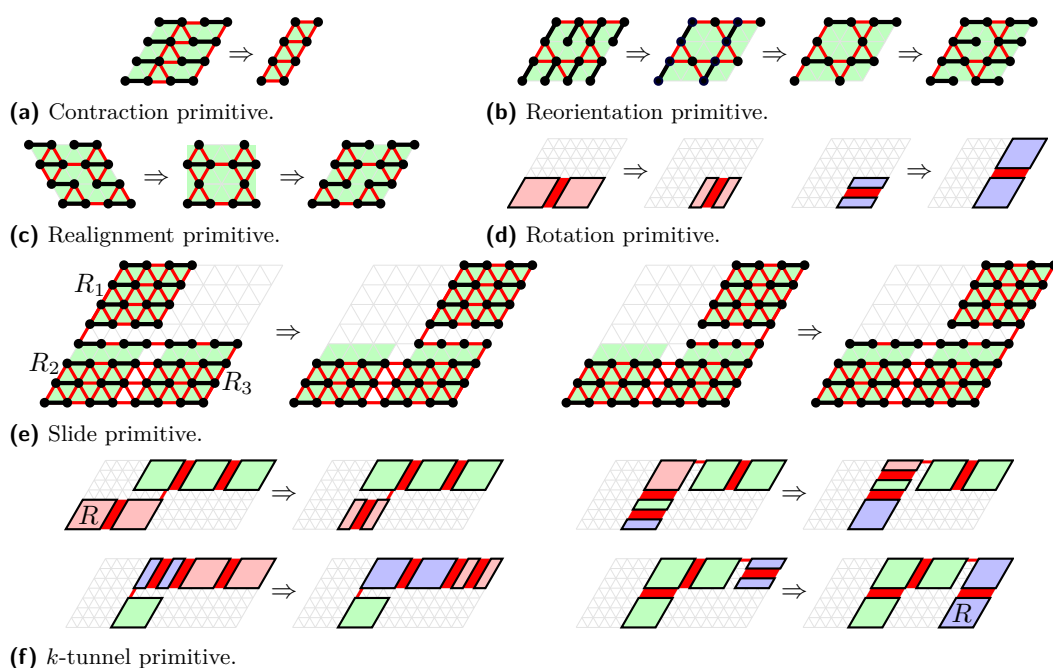 ⇒ ⇒ ⇒ ⇒
(a) Contraction primitive. (b) Reorientation primitive.
⇒ ⇒ ⇒ ⇒
(c) Realignment primitive. (d) Rotation primitive.
R₁ ⇒ ⇒
R₂ R₃
(e) Slide primitive.
R ⇒ ⇒
⇒ ⇒ R
(f) k-tunnel primitive.